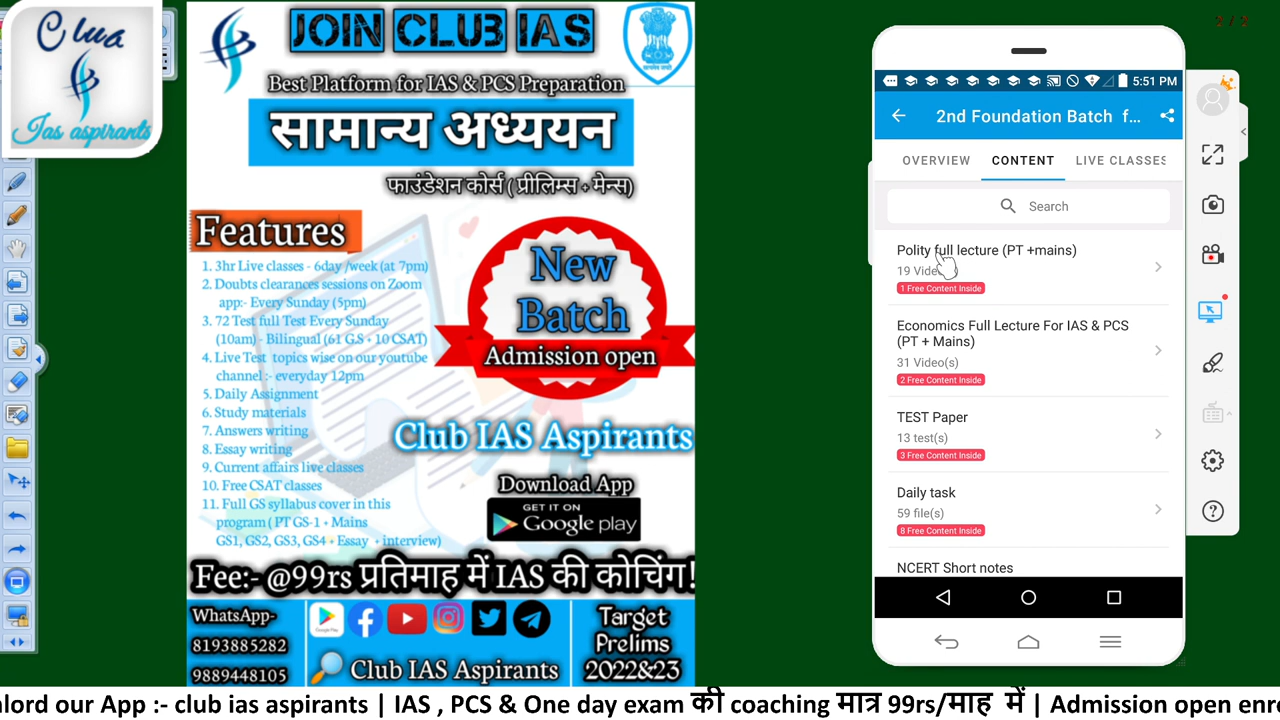 Clua
Ias aspirants
JOIN CLUB IAS
Best Platform for IAS & PCS Preparation
सामान्य अध्ययन
फाउंडेशन कोर्स ( प्रीलिम्स + मेन्स)
Features
1. 3hr Live classes - 6day /week (at 7pm)
2. Doubts clearances sessions on Zoom
app:- Every Sunday (5pm)
3. 72 Test full Test Every Sunday
(10am) - Bilingual (61 G.S + 10 CSAT)
4. Live Test topics wise on our youtube
channel :- everyday 12pm
5. Daily Assignment
6. Study materials
7. Answers writing
8. Essay writing
9. Current affairs live classes
10. Free CSAT classes
11. Full GS syllabus cover in this
program ( PT GS-1 + Mains
GS1, GS2, GS3, GS4 + Essay + interview)
New
Batch
Admission open
Club IAS Aspirants
Download App
GET IT ON
Google play
Fee:- @99rs प्रतिमाह में IAS की कोचिंग!
WhatsApp-
8193885282
9889448105
Club IAS Aspirants
Target
Prelims
2022&23
5:51 PM
2nd Foundation Batch f...
OVERVIEW CONTENT LIVE CLASSES
Search
Polity full lecture (PT +mains)
19
1 Free Content Inside
Economics Full Lecture For IAS & PCS
(PT + Mains)
31 Video(s)
2 Free Content Inside
TEST Paper
13 test(s)
3 Free Content Inside
Daily task
59 file(s)
8 Free Content Inside
NCERT Short notes
our App :- club ias aspirants | IAS , PCS & One day exam की coaching मात्र 99rs/माह में | Admission open